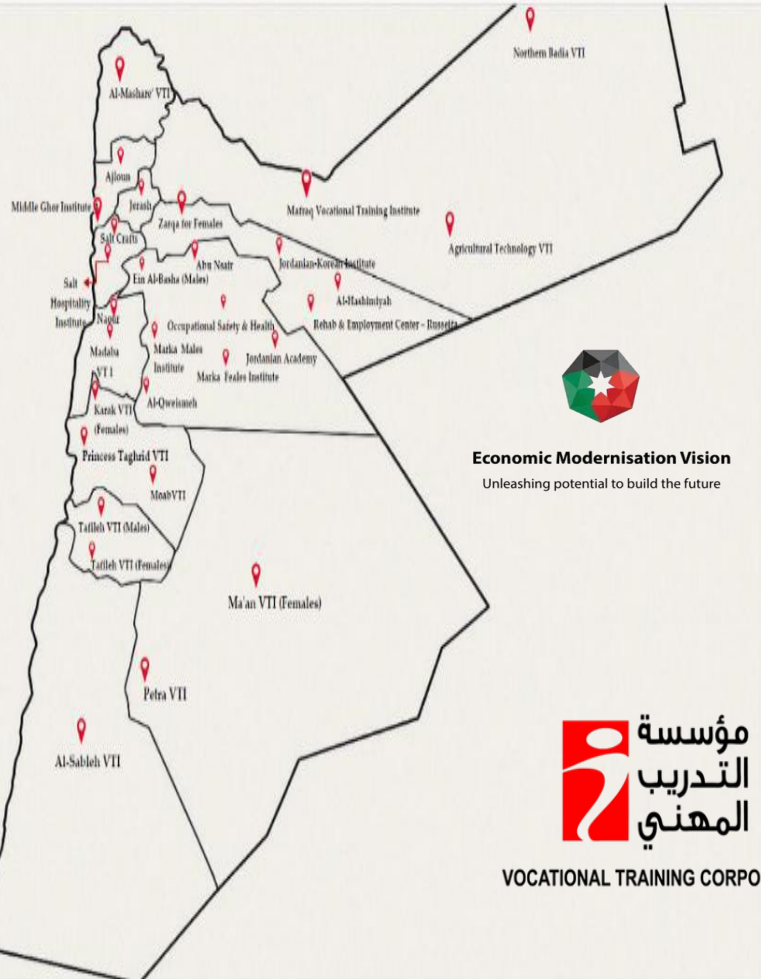 Northern Badia VTI
Al-Mashare' VTI
Ajloun
Middle Ghor Institute
Jerash
Mafraq Vocational Training Institute
Zarqa for Females
Salt Crafts
Agricultural Technology VTI
Abu Nsair
Jordanian-Korean Institute
Ein Al-Basha (Males)
Salt
Hospitality
Institute
Al-Hashimiyah
Naour
Occupational Safety & Health
Rehab & Employment Center - Russeifa
Madaba
VTI
Marka Males
Institute
Jordanian Academy
Marka Feales Institute
Karak VTI
(Females)
Al-Qweismeh
Princess Taghrid VTI
Economic Modernisation Vision
Unleashing potential to build the future
MoabVTI
Tafileh VTI (Males)
Tafileh VTI (Females)
Ma'an VTI (Females)
Petra VTI
Al-Sableh VTI
مؤسسة
التدريب
المهني
VOCATIONAL TRAINING CORPO